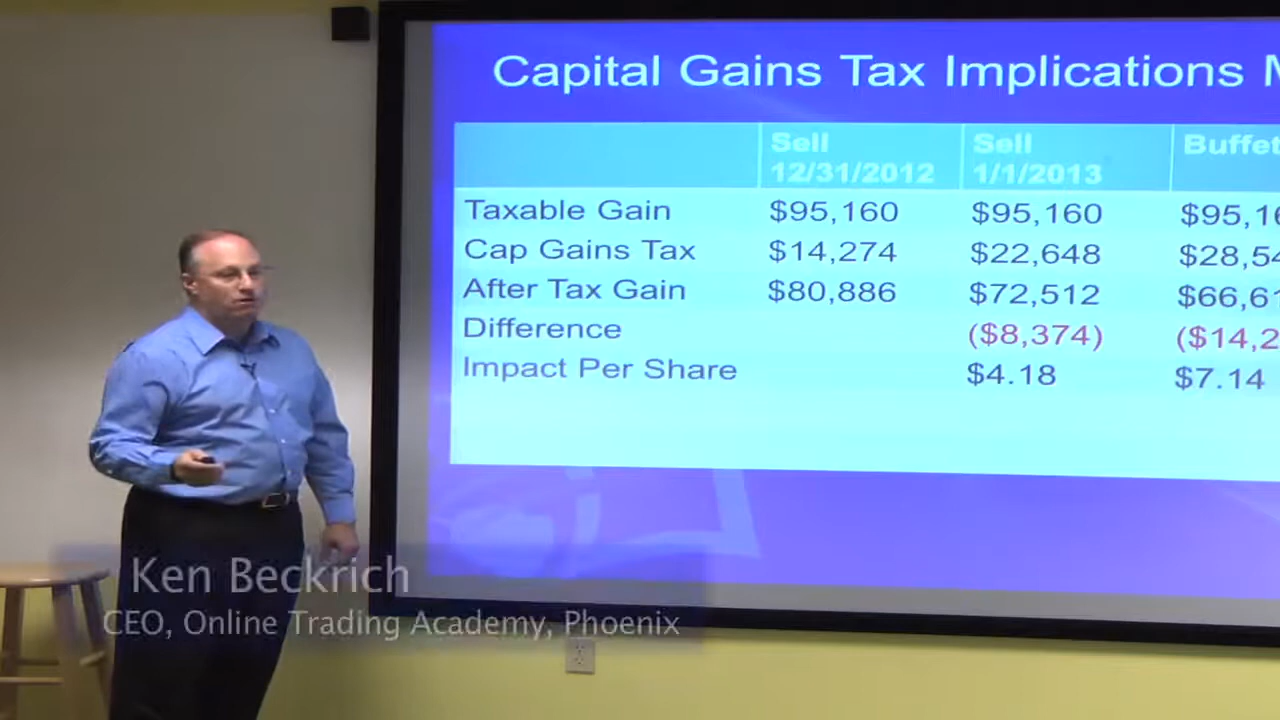 Capital Gains Tax Implications
Sell Sell
12/31/2012 1/1/2013
Taxable Gain $95,160 $95,160
Cap Gains Tax $14,274 $22,648
After Tax Gain $80,886 $72,512
Difference ($8,374)
Impact Per Share $4.18 $7.14
Ken Beckrich
CEO, Online Trading Academy, Phoenix